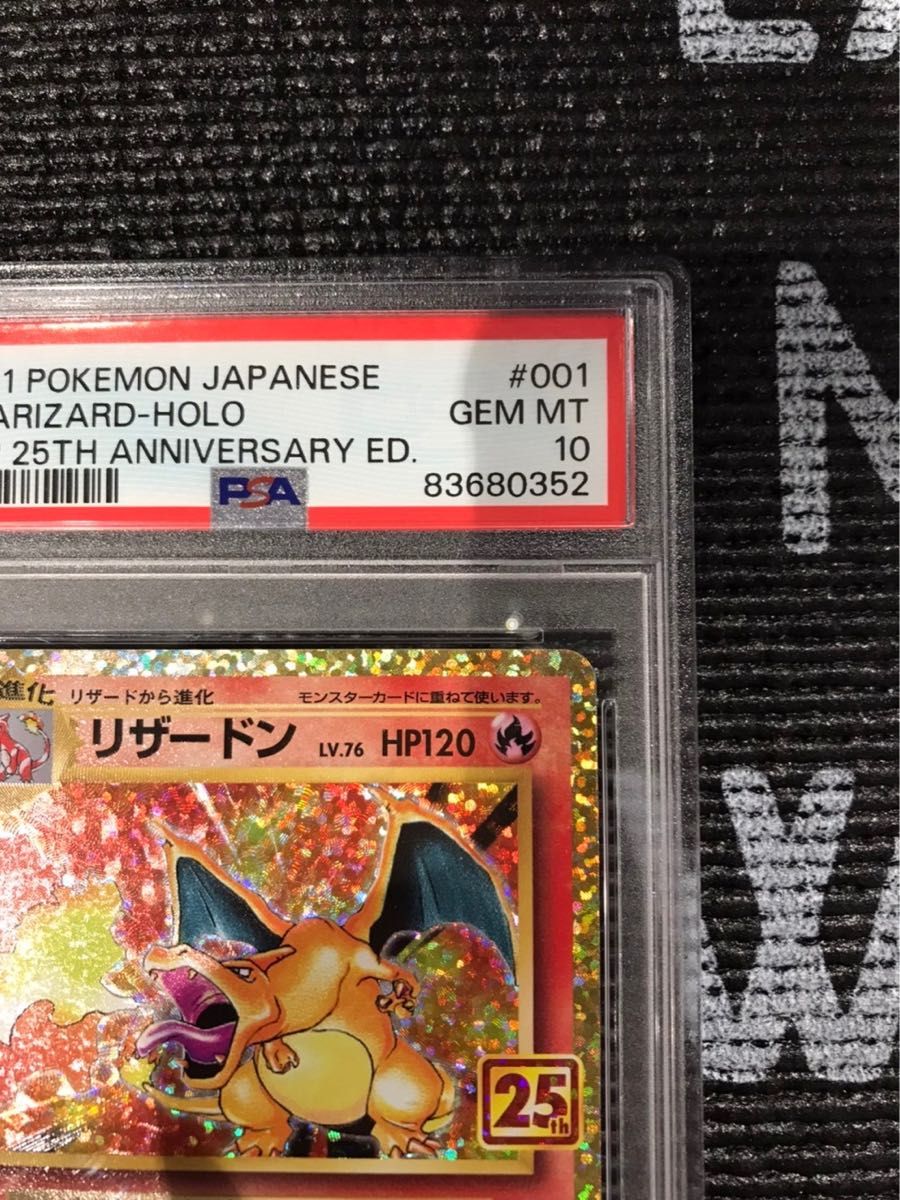 1 POKEMON JAPANESE #001
ARIZARD-HOLO GEM MT
25TH ANNIVERSARY ED. 10
PSA 83680352
進化 リザードから進化 モンスターカードに重ねて使います。
リザードン LV.76 HP120
25th